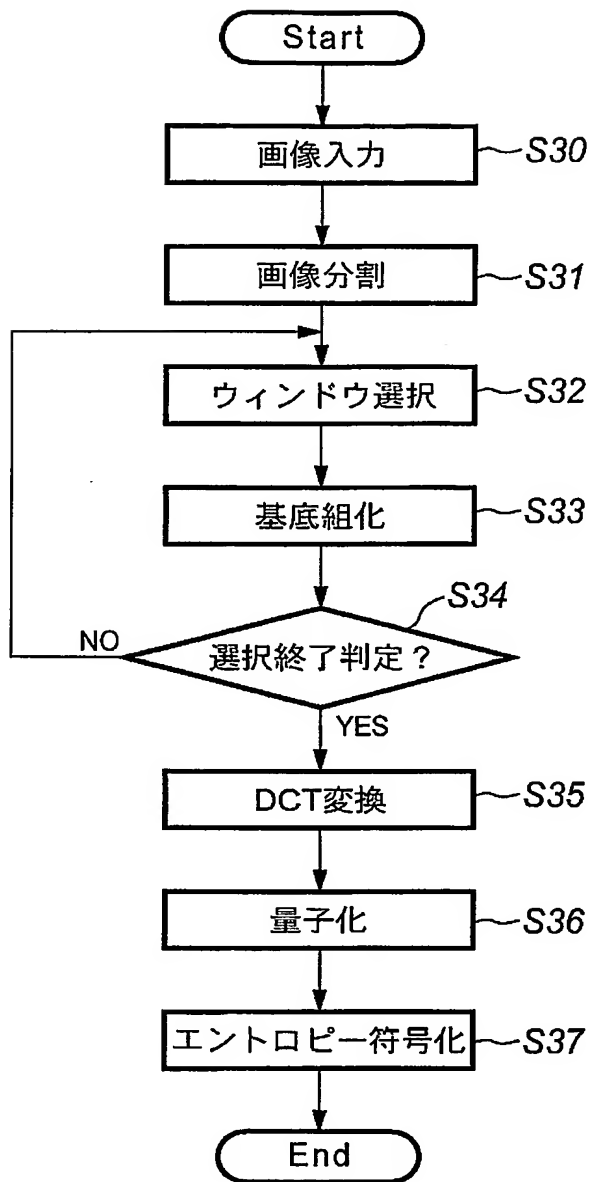 Start
画像入力
S30
画像分割
S31
ウィンドウ選択
S32
基底組化
S33
S34
選択終了判定?
NO
YES
DCT変換
S35
量子化
S36
エントロピー符号化
S37
End